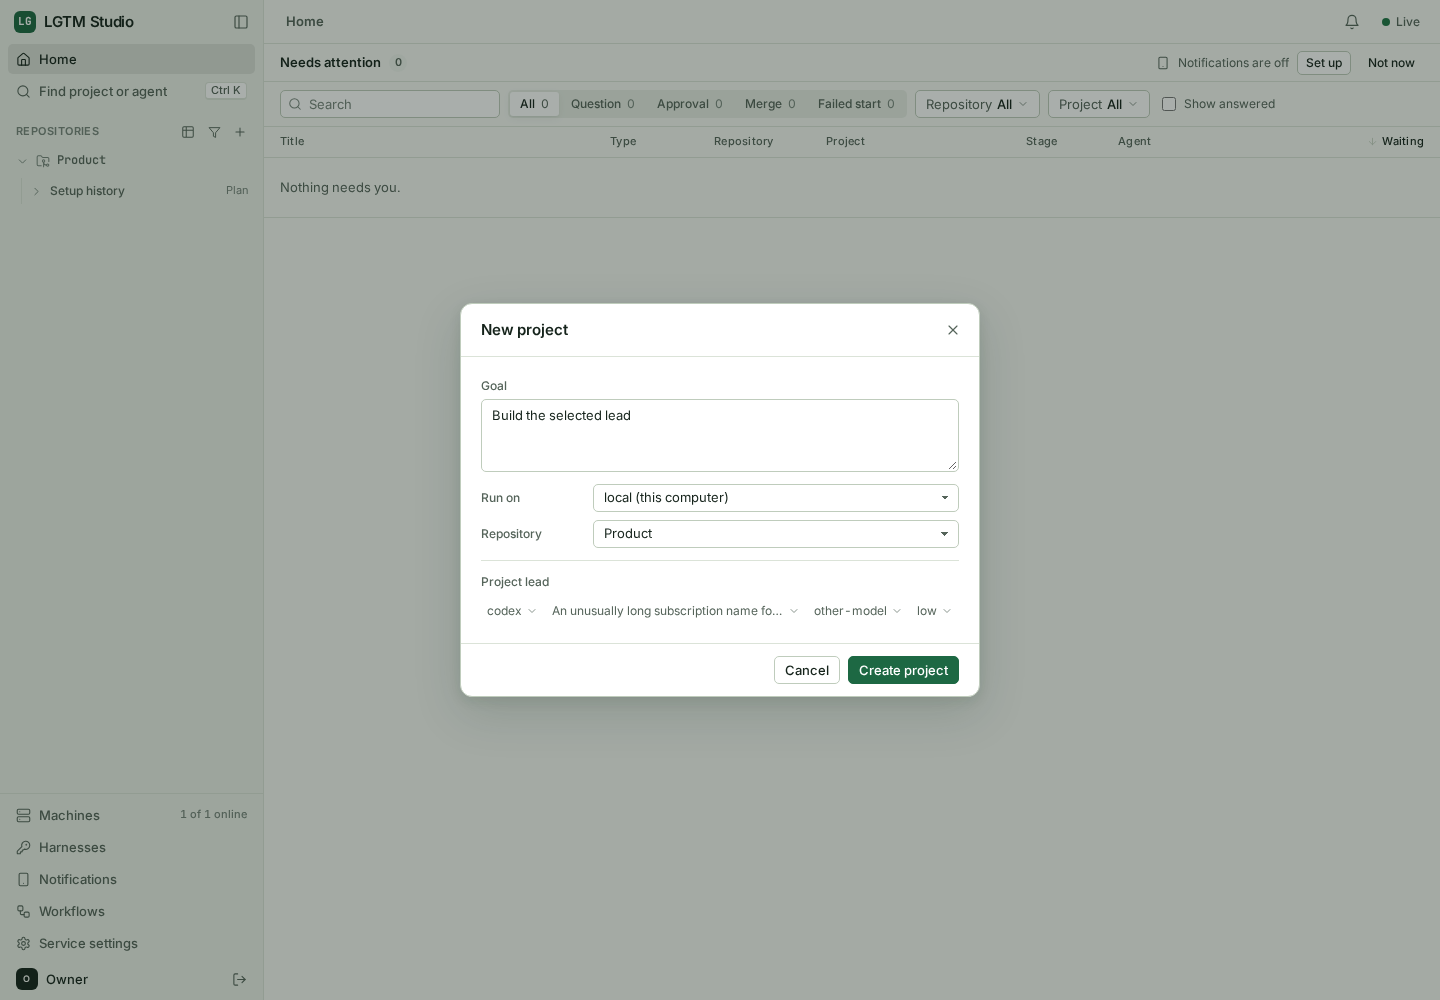 LG LGTM Studio
Home
Find project or agent Ctrl K
REPOSITORIES
Product
Setup history Plan
Machines 1 of 1 online
Harnesses
Notifications
Workflows
Service settings
O Owner
Home
Live
Needs attention 0
Notifications are off Set up Not now
Search All 0 Question 0 Approval 0 Merge 0 Failed start 0 Repository All Project All Show answered
Title Type Repository Project Stage Agent Waiting
Nothing needs you.
New project
Goal
Build the selected lead
Run on local (this computer)
Repository Product
Project lead
codex An unusually long subscription name fo... other-model low
Cancel Create project